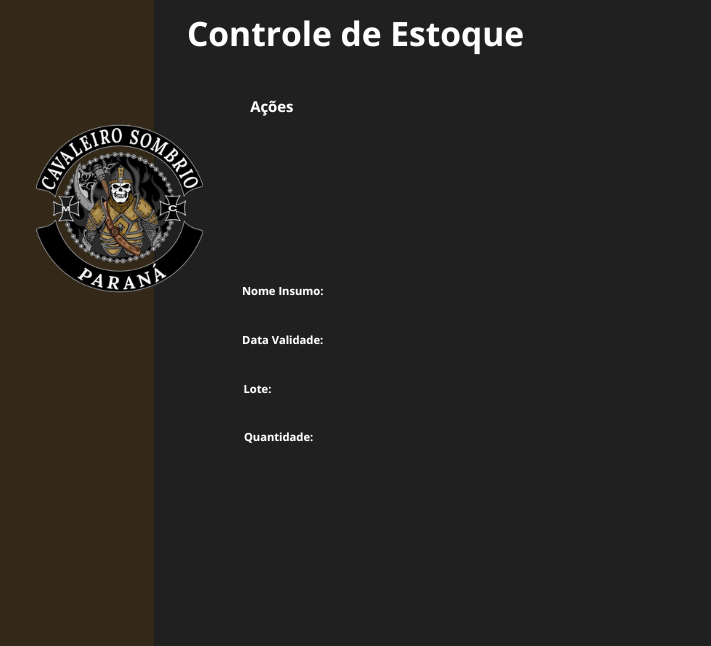 Controle de Estoque
Ações
CAVALEIRO SOMBRIO
M C
PARANÁ
Nome Insumo:
Data Validade:
Lote:
Quantidade: